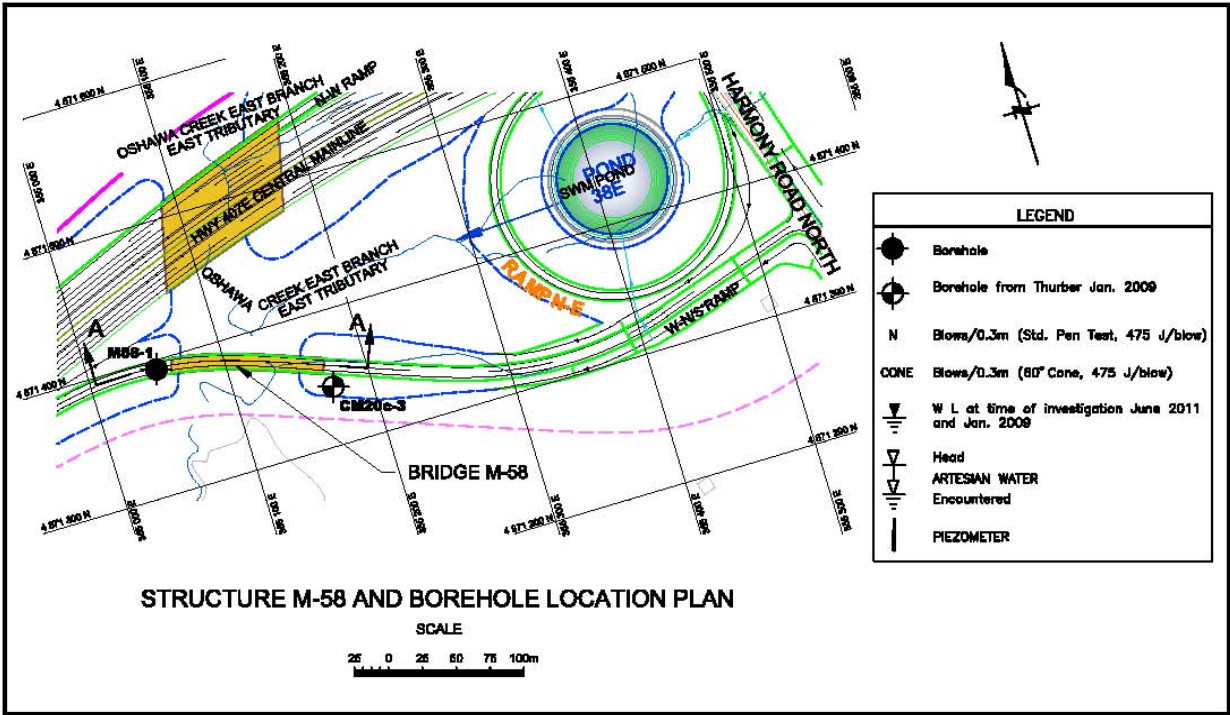 4 871 600 N
OSHAWA CREEK EAST BRANCH
EAST TRIBUTARY
N-W RAMP
HWY 407E CENTRAL MAINLINE
4 871 500 N
HARMONY ROAD NORTH
4 871 400 N
POND
SWM POND
38E
OSHAWA CREEK EAST BRANCH
EAST TRIBUTARY
RAMP N-E
W-N/S RAMP
4 871 300 N
A
A
M58-1
4 871 400 N
CM20c-3
4 871 200 N
BRIDGE M-58
4 871 300 N
4 871 200 N
LEGEND
Borehole
Borehole from Thurber Jan. 2009
N Blows/0.3m (Std. Pen Test, 475 J/blow)
CONE Blows/0.3m (60° Cone, 475 J/blow)
W L at time of investigation June 2011
and Jan. 2009
Head
ARTESIAN WATER
Encountered
PIEZOMETER
STRUCTURE M-58 AND BOREHOLE LOCATION PLAN
SCALE
25 0 25 50 75 100m